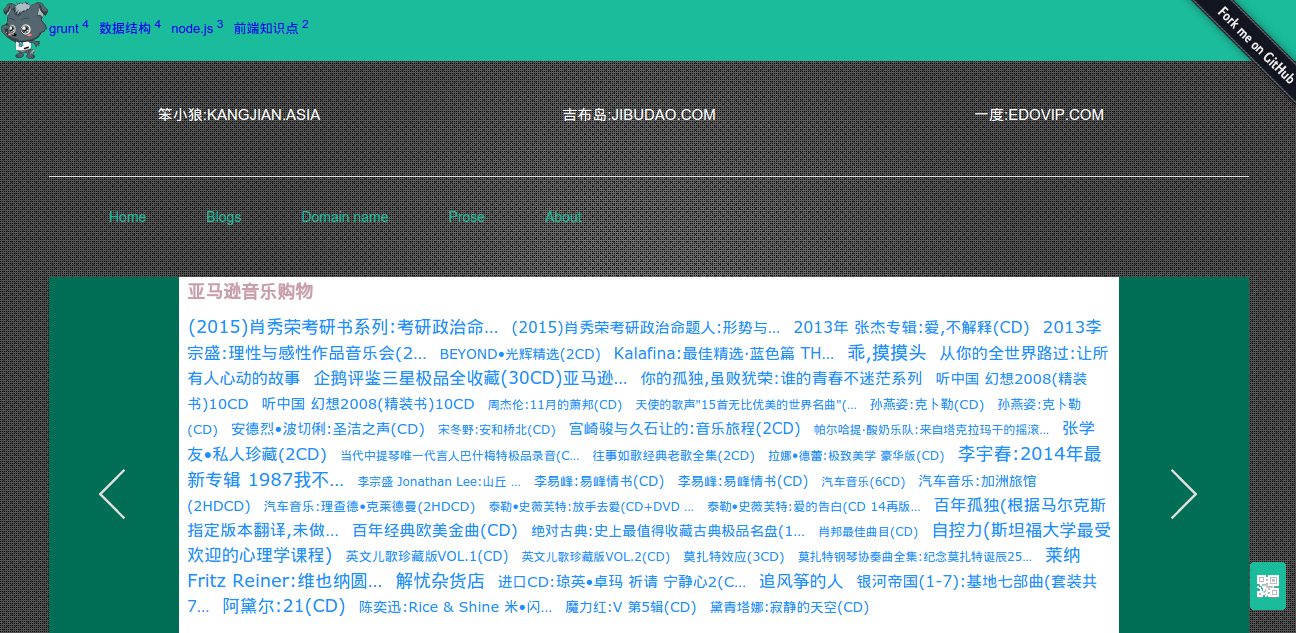 grunt 4 数据结构 4 node.js 3 前端知识点 2
Fork me on GitHub
笨小狼:KANGJIAN.ASIA 吉布岛:JIBUDAO.COM 一度:EDOVIP.COM
Home Blogs Domain name Prose About
亚马逊音乐购物
(2015)肖秀荣考研书系列:考研政治命... (2015)肖秀荣考研政治命题人:形势与... 2013年 张杰专辑:爱,不解释(CD) 2013李
宗盛:理性与感性作品音乐会(2... BEYOND•光辉精选(2CD) Kalafina:最佳精选·蓝色篇 TH... 乖,摸摸头 从你的全世界路过:让所
有人心动的故事 企鹅评鉴三星极品全收藏(30CD)亚马逊... 你的孤独,虽败犹荣:谁的青春不迷茫系列 听中国 幻想2008(精装
书)10CD 听中国 幻想2008(精装书)10CD 周杰伦:11月的萧邦(CD) 天使的歌声"15首无比优美的世界名曲"(... 孙燕姿:克卜勒(CD) 孙燕姿:克卜勒
(CD) 安德烈•波切俐:圣洁之声(CD) 宋冬野:安和桥北(CD) 宫崎骏与久石让的:音乐旅程(2CD) 帕尔哈提·酸奶乐队:来自塔克拉玛干的摇滚... 张学
友•私人珍藏(2CD) 当代中提琴唯一代言人巴什梅特极品录音(C... 往事如歌经典老歌全集(2CD) 拉娜•德蕾:极致美学 豪华版(CD) 李宇春:2014年最
新专辑 1987我不... 李宗盛 Jonathan Lee:山丘 ... 李易峰:易峰情书(CD) 李易峰:易峰情书(CD) 汽车音乐(6CD) 汽车音乐:加洲旅馆
(2HDCD) 汽车音乐:理查德•克莱德曼(2HDCD) 泰勒•史薇芙特:放手去爱(CD+DVD ... 泰勒•史薇芙特:爱的告白(CD 14再版... 百年孤独(根据马尔克斯
指定版本翻译,未做... 百年经典欧美金曲(CD) 绝对古典:史上最值得收藏古典极品名盘(1... 肖邦最佳曲目(CD) 自控力(斯坦福大学最受
欢迎的心理学课程) 英文儿歌珍藏版VOL.1(CD) 英文儿歌珍藏版VOL.2(CD) 莫扎特效应(3CD) 莫扎特钢琴协奏曲全集:纪念莫扎特诞辰25... 莱纳
Fritz Reiner:维也纳圆... 解忧杂货店 进口CD:琼英•卓玛 祈请 宁静心2(C... 追风筝的人 银河帝国(1-7):基地七部曲(套装共
7... 阿黛尔:21(CD) 陈奕迅:Rice & Shine 米•闪... 魔力红:V 第5辑(CD) 黛青塔娜:寂静的天空(CD)